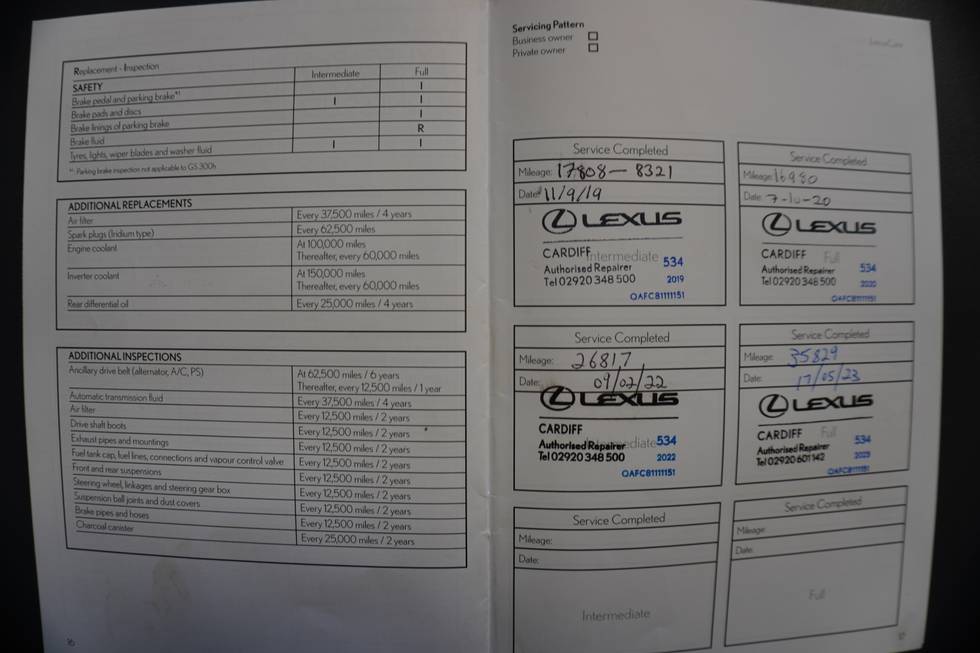 Replacement - Inspection
Intermediate Full
SAFETY I
Brake pedal and parking brake*¹ I I
Brake pads and discs I
Brake linings of parking brake
Brake fluid R
Tyres, lights, wiper blades and washer fluid I I
*¹ Parking brake inspection not applicable to GS 300h
ADDITIONAL REPLACEMENTS
Air filter Every 37,500 miles / 4 years
Spark plugs (Iridium type) Every 62,500 miles
Engine coolant At 100,000 miles
Thereafter, every 60,000 miles
Inverter coolant At 150,000 miles
Thereafter, every 60,000 miles
Rear differential oil Every 25,000 miles / 4 years
ADDITIONAL INSPECTIONS
Ancillary drive belt (alternator, A/C, PS) At 62,500 miles / 6 years
Thereafter, every 12,500 miles / 1 year
Automatic transmission fluid Every 37,500 miles / 4 years
Air filter Every 12,500 miles / 2 years
Drive shaft boots Every 12,500 miles / 2 years
Exhaust pipes and mountings Every 12,500 miles / 2 years
Fuel tank cap, fuel lines, connections and vapour control valve Every 12,500 miles / 2 years
Front and rear suspensions Every 12,500 miles / 2 years
Steering wheel, linkages and steering gear box Every 12,500 miles / 2 years
Suspension ball joints and dust covers Every 12,500 miles / 2 years
Brake pipes and hoses Every 12,500 miles / 2 years
Charcoal canister Every 25,000 miles / 2 years
16
Servicing Pattern
Business owner
Private owner
Service Completed
Mileage: 17808 - 8321
Date: 11/9/19
LEXUS
CARDIFF Intermediate 534
Authorised Repairer
Tel 02920 348 500 2019
OAFC81111151
Service Completed
Mileage: 16980
Date: 7-10-20
LEXUS
CARDIFF Full
Authorised Repairer 534
Tel 02920 348 500 2020
OAFC81111151
Service Completed
Mileage: 26817
Date: 09/02/22
LEXUS
CARDIFF
Authorised Repairer Intermediate 534
Tel 02920 348 500 2022
OAFC81111151
Service Completed
Mileage: 35829
Date: 17/05/23
LEXUS
CARDIFF Full
Authorised Repairer 534
Tel 02920 601 142 2023
OAFC81111151
Service Completed
Mileage:
Date:
Intermediate
Service Completed
Mileage:
Date:
Full